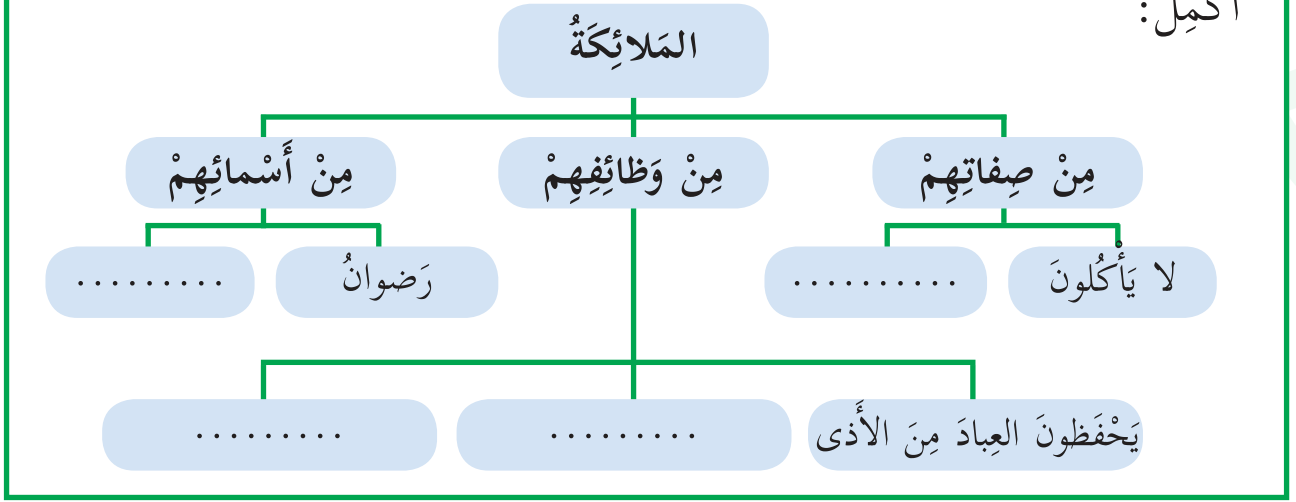 أكمِل:
المَلائِكَةُ
مِنْ صِفاتِهِمْ
مِنْ وَظائِفِهِمْ
مِنْ أَسْمائِهِمْ
لا يَأْكُلونَ
..........
رَضوانُ
.........
يَحْفَظونَ العِبادَ مِنَ الأَذى
.........
.........